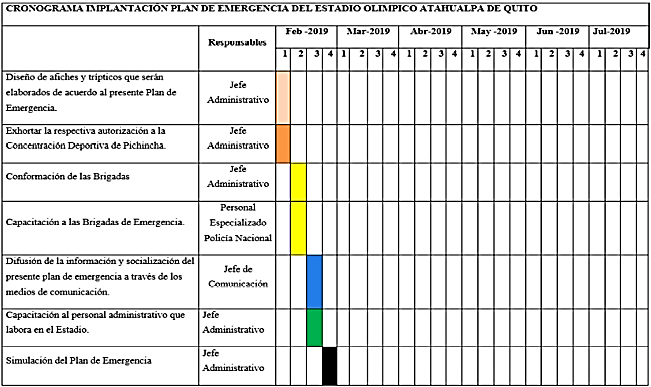 CRONOGRAMA IMPLANTACIÓN PLAN DE EMERGENCIA DEL ESTADIO OLIMPICO ATAHUALPA DE QUITO
Responsables
Feb -2019 Mar-2019 Abr-2019 May -2019 Jun -2019 Jul-2019
1 2 3 4 1 2 3 4 1 2 3 4 1 2 3 4 1 2 3 4 1 2 3 4
Diseño de afiches y trípticos que serán
elaborados de acuerdo al presente Plan de
Emergencia.
Jefe
Administrativo
Exhortar la respectiva autorización a la
Concentración Deportiva de Pichincha.
Jefe
Administrativo
Conformación de las Brigadas
Jefe
Administrativo
Capacitación a las Brigadas de Emergencia.
Personal
Especializado
Policía Nacional
Difusión de la información y socialización del
presente plan de emergencia a través de los
medios de comunicación.
Jefe de
Comunicación
Capacitación al personal administrativo que
labora en el Estadio.
Jefe
Administrativo
Simulación del Plan de Emergencia
Jefe
Administrativo